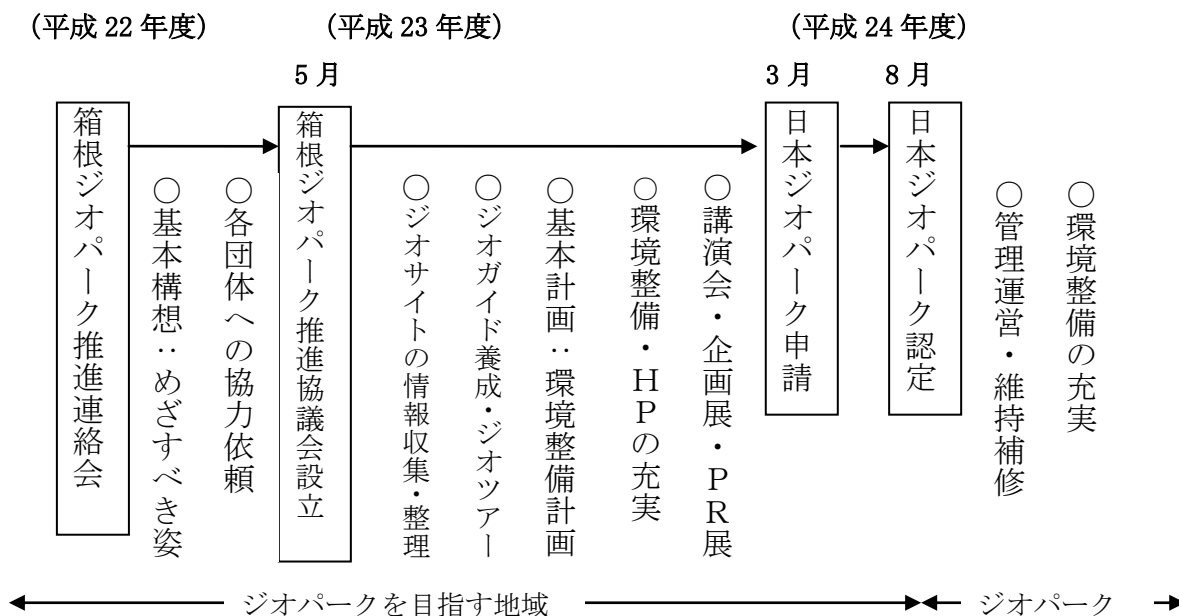 （平成 22 年度）
（平成 23 年度）
（平成 24 年度）
5 月
3 月
8 月
箱根ジオパーク推進連絡会
○基本構想：めざすべき姿
○各団体への協力依頼
箱根ジオパーク推進協議会設立
○ジオサイトの情報収集・整理
○ジオガイド養成・ジオツアー
○基本計画：環境整備計画
○環境整備・ＨＰの充実
○講演会・企画展・ＰＲ展
日本ジオパーク申請
日本ジオパーク認定
○管理運営・維持補修
○環境整備の充実
ジオパークを目指す地域
ジオパーク